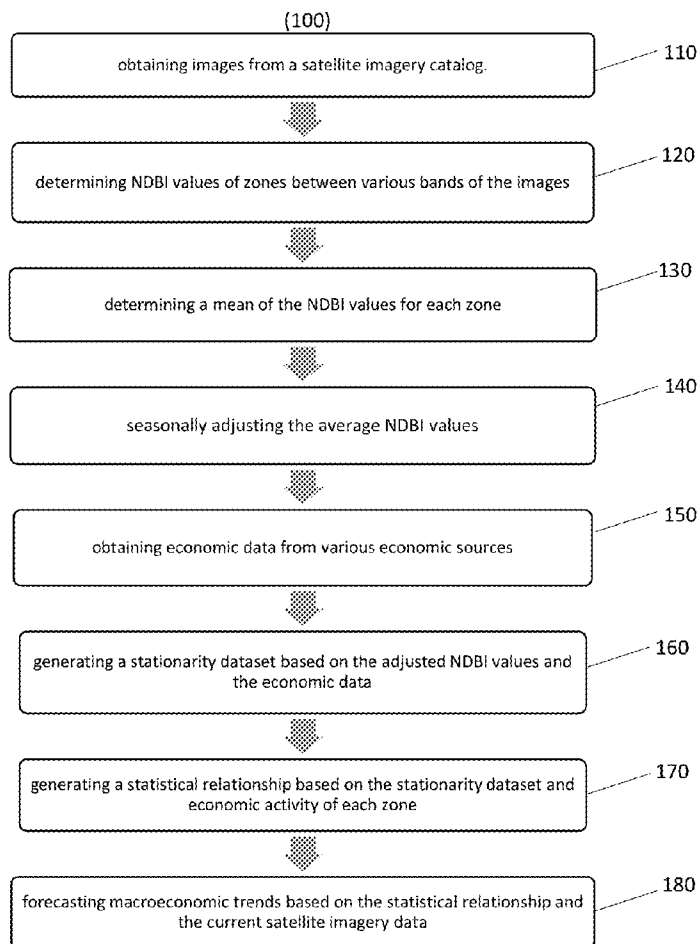 (100)
obtaining images from a satellite imagery catalog.
110
determining NDBI values of zones between various bands of the images
120
determining a mean of the NDBI values for each zone
130
seasonally adjusting the average NDBI values
140
obtaining economic data from various economic sources
150
generating a stationarity dataset based on the adjusted NDBI values and
the economic data
160
generating a statistical relationship based on the stationarity dataset and
economic activity of each zone
170
forecasting macroeconomic trends based on the statistical relationship and
the current satellite imagery data
180